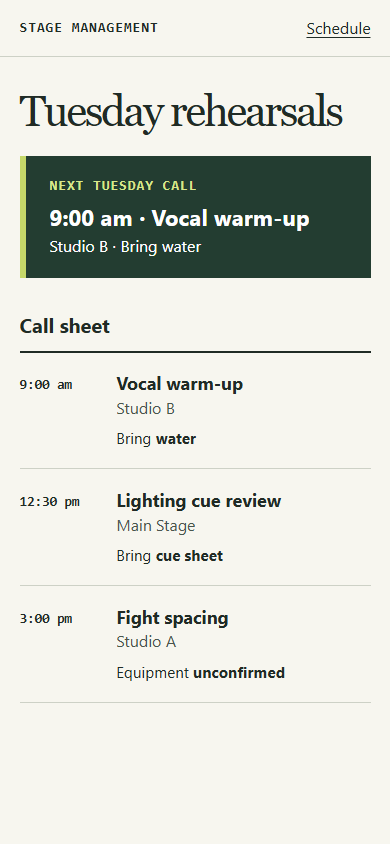 STAGE MANAGEMENT
Schedule
Tuesday rehearsals
NEXT TUESDAY CALL
9:00 am · Vocal warm-up
Studio B · Bring water
Call sheet
9:00 am
Vocal warm-up
Studio B
Bring water
12:30 pm
Lighting cue review
Main Stage
Bring cue sheet
3:00 pm
Fight spacing
Studio A
Equipment unconfirmed